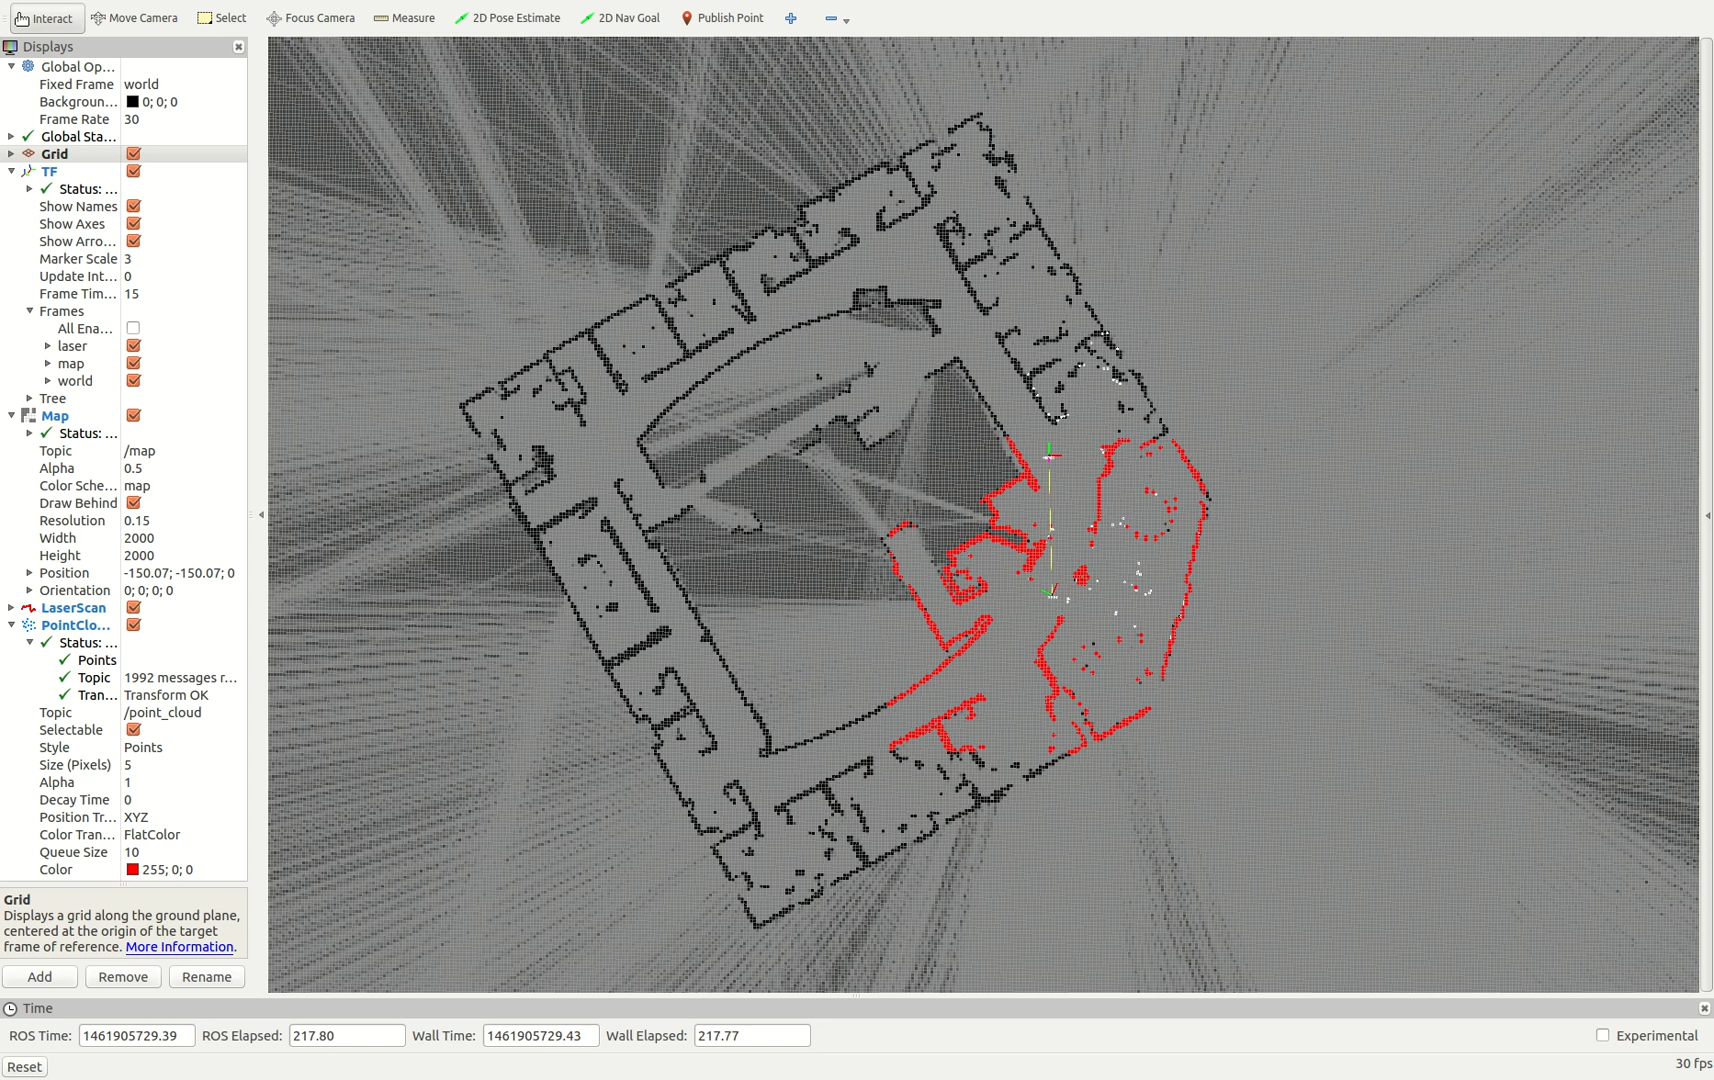 Interact Move Camera Select Focus Camera Measure 2D Pose Estimate 2D Nav Goal Publish Point
Displays
Global Op...
Fixed Frame world
Backgroun... 0; 0; 0
Frame Rate 30
Global Sta...
Grid
TF
Status: ...
Show Names
Show Axes
Show Arro...
Marker Scale 3
Update Int... 0
Frame Tim... 15
Frames
All Ena...
laser
map
world
Tree
Map
Status: ...
Topic /map
Alpha 0.5
Color Sche... map
Draw Behind
Resolution 0.15
Width 2000
Height 2000
Position -150.07; -150.07; 0
Orientation 0; 0; 0; 0
LaserScan
PointClo...
Status: ...
Points
Topic 1992 messages r...
Tran... Transform OK
Topic /point_cloud
Selectable
Style Points
Size (Pixels) 5
Alpha 1
Decay Time 0
Position Tr... XYZ
Color Tran... FlatColor
Queue Size 10
Color 255; 0; 0
Grid
Displays a grid along the ground plane,
centered at the origin of the target
frame of reference. More Information.
Add Remove Rename
Time
ROS Time: 1461905729.39 ROS Elapsed: 217.80 Wall Time: 1461905729.43 Wall Elapsed: 217.77 Experimental
Reset 30 fps